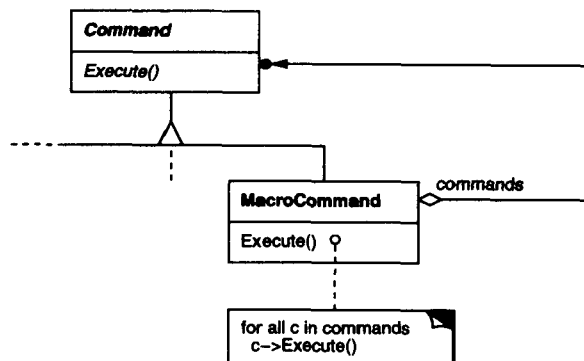 Command
Execute()
commands
MacroCommand
Execute()
for all c in commands
c->Execute()